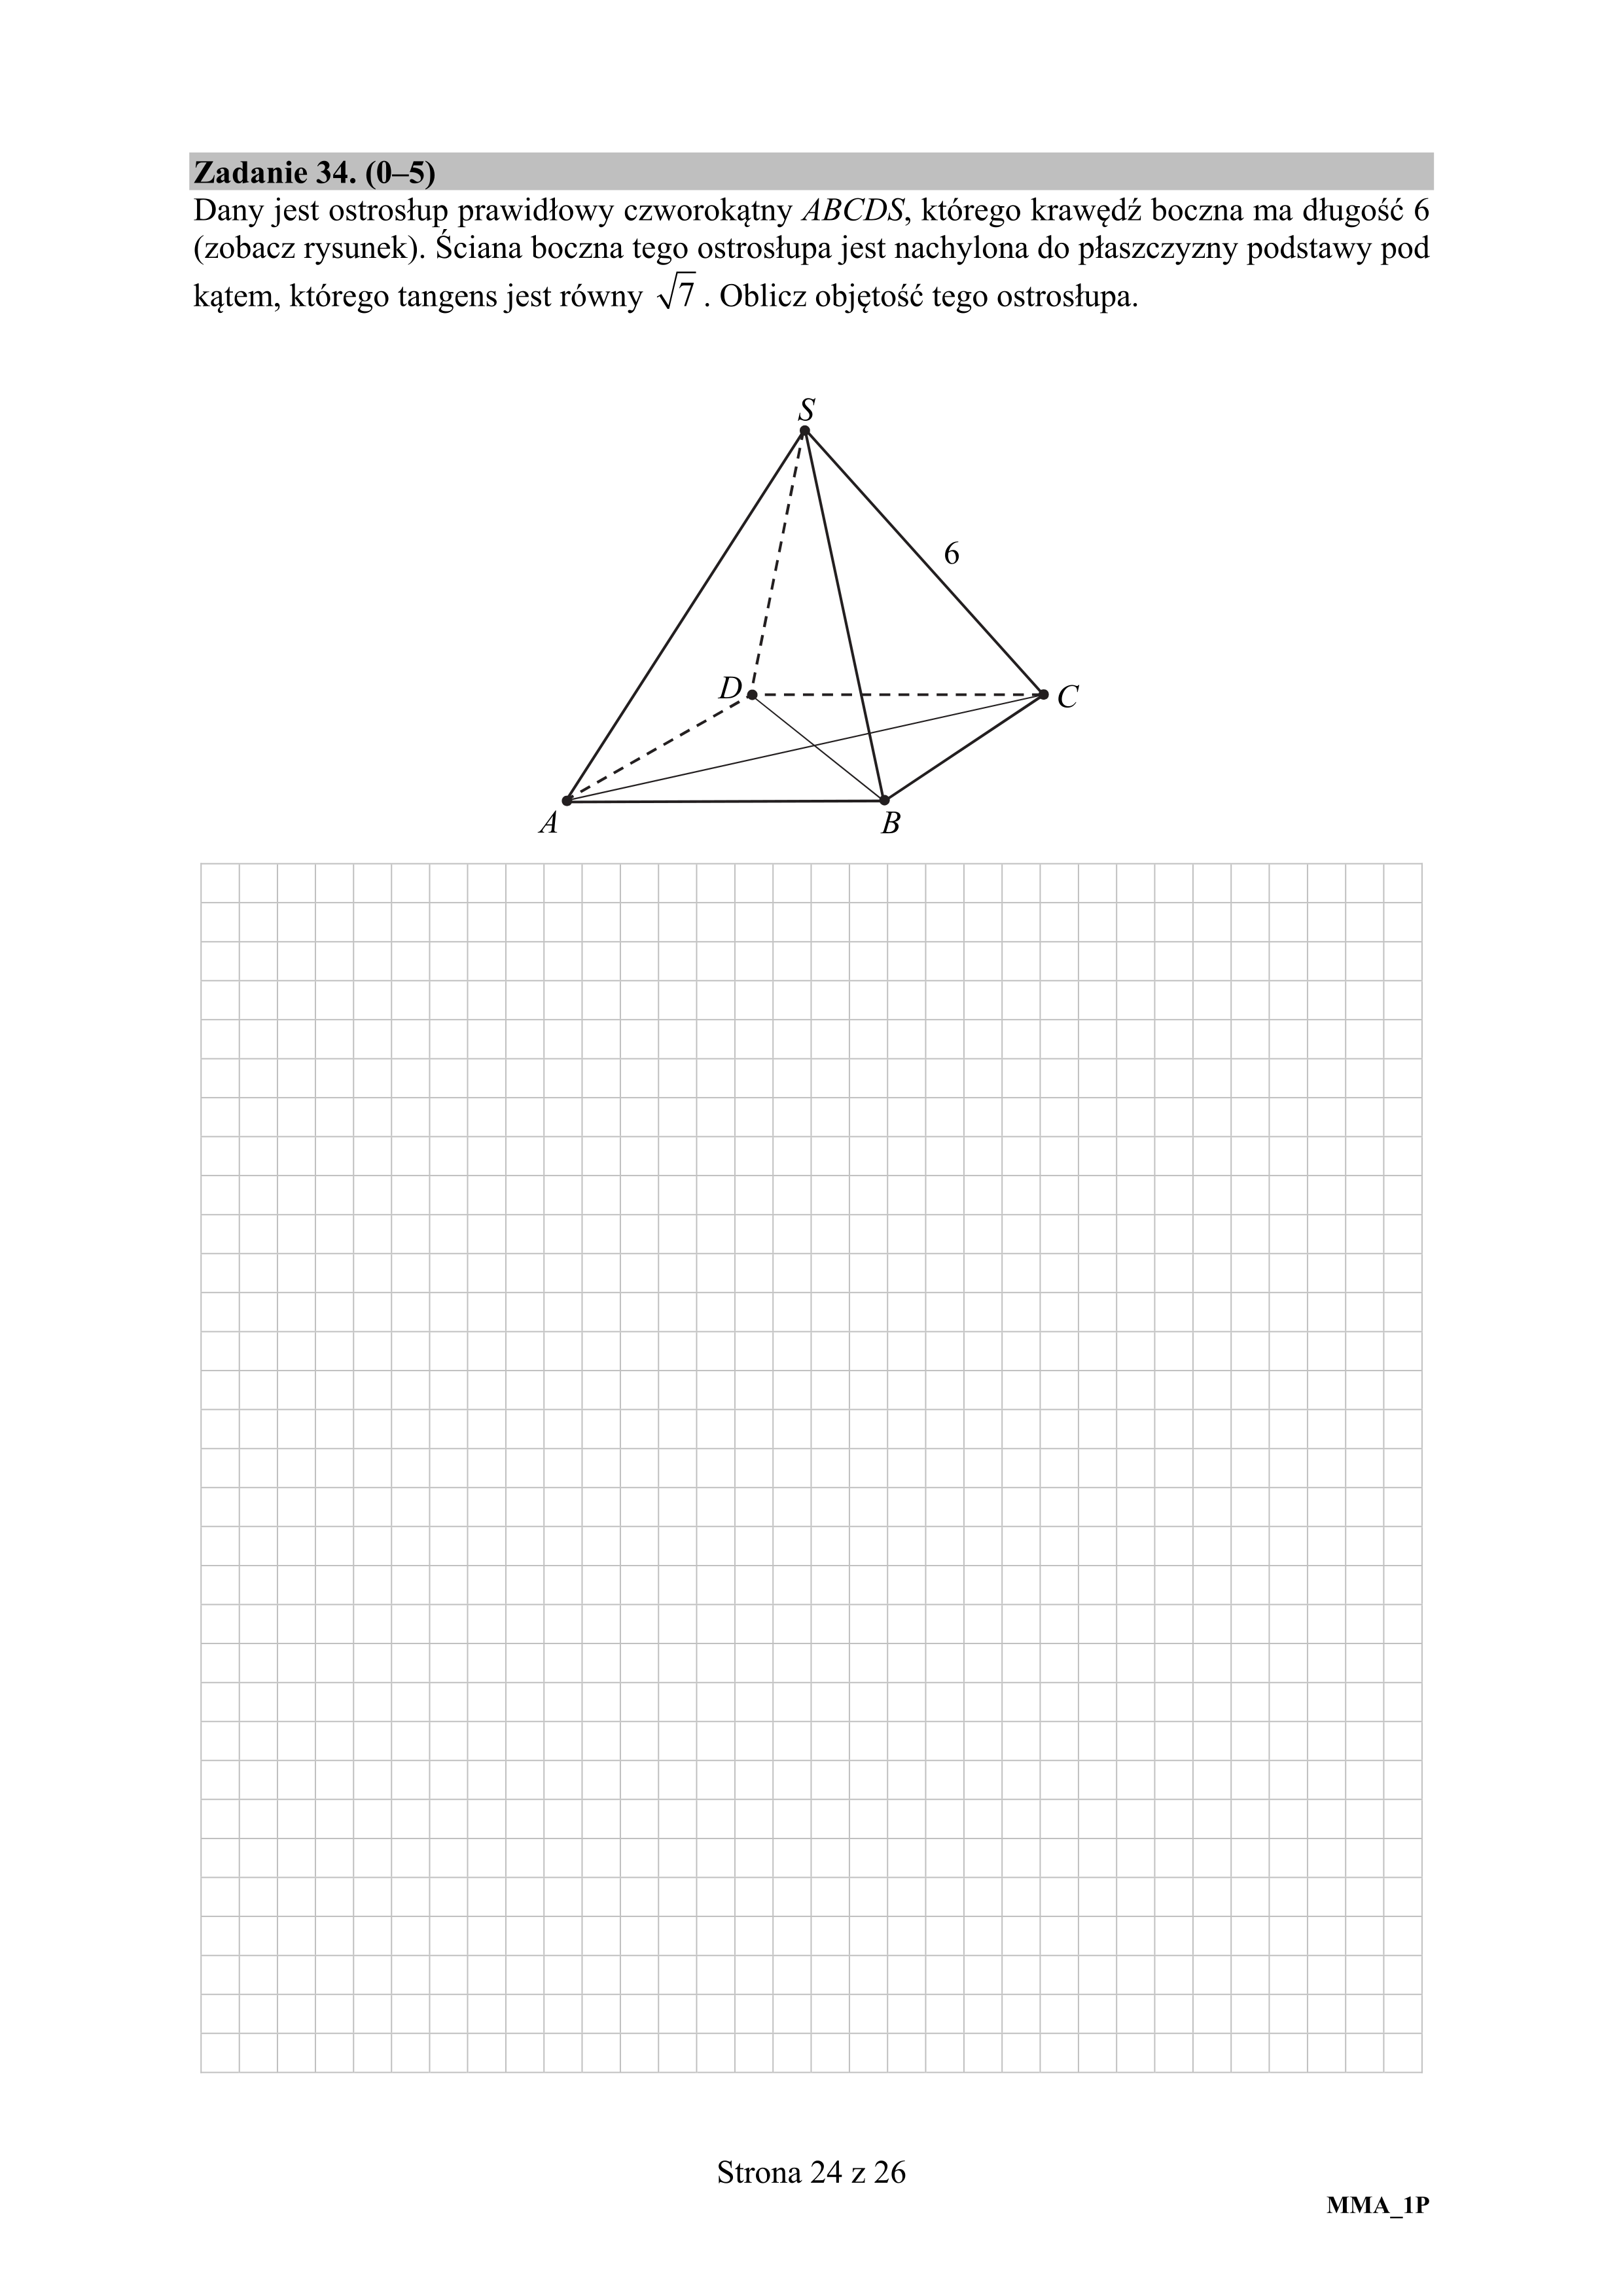 Zadanie 34. (0–5)
Dany jest ostrosłup prawidłowy czworokątny ABCDS, którego krawędź boczna ma długość 6
(zobacz rysunek). Ściana boczna tego ostrosłupa jest nachylona do płaszczyzny podstawy pod
kątem, którego tangens jest równy √7 . Oblicz objętość tego ostrosłupa.
S
6
D
C
A
B
Strona 24 z 26
MMA_1P